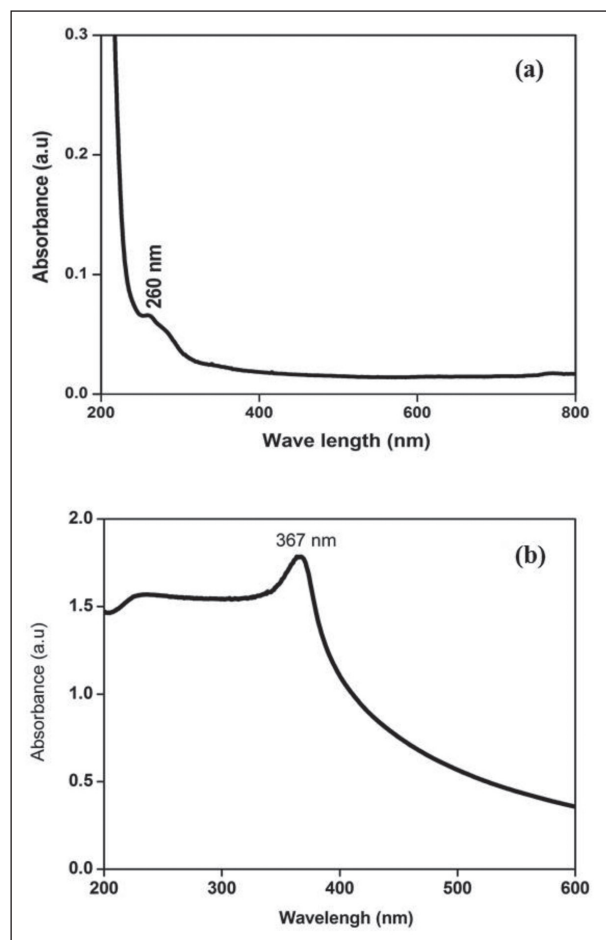 (a)
0.3
0.2
0.1
0.0
Absorbance (a.u)
260 nm
200 400 600 800
Wave length (nm)
(b)
367 nm
2.0
1.5
1.0
0.5
0.0
Absorbance (a.u)
200 300 400 500 600
Wavelengh (nm)